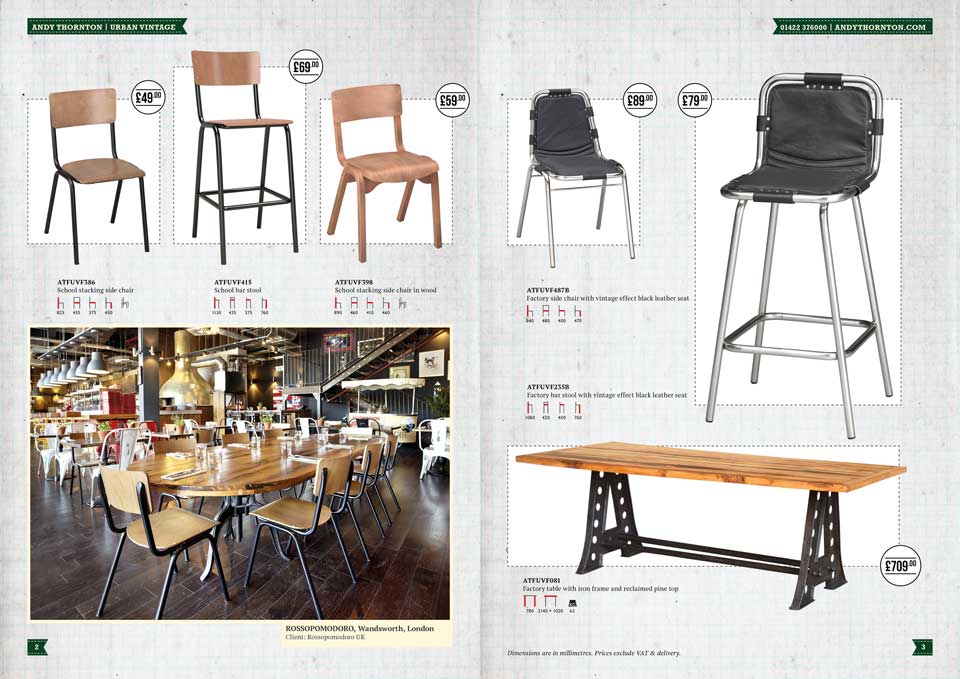 ANDY THORNTON | URBAN VINTAGE
01422 376000 | ANDYTHORNTON.COM
£49.00
£69.00
£59.00
£89.00
£79.00
ATFUVF386
School stacking side chair
825 435 375 450
ATFUVF415
School bar stool
1110 435 375 760
ATFUVF398
School stacking side chair in wood
890 460 415 460
ATFUVF487B
Factory side chair with vintage effect black leather seat
840 480 400 470
ATFUVF235B
Factory bar stool with vintage effect black leather seat
1060 420 400 760
£709.00
ATFUVF081
Factory table with iron frame and reclaimed pine top
780 2140 × 1020 62
ROSSOPOMODORO, Wandsworth, London
Client: Rossopomodoro UK
2
Dimensions are in millimetres. Prices exclude VAT & delivery.
3